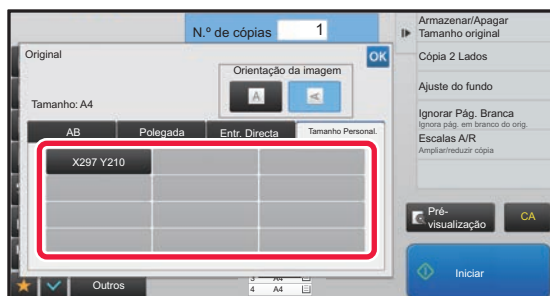 N.º de cópias 1
Original
OK
Orientação da imagem
A A
Tamanho: A4
AB Polegada Entr. Directa Tamanho Personal.
X297 Y210
Outros
3 A4
4 A4
Armazenar/Apagar
Tamanho original
Cópia 2 Lados
Ajuste do fundo
Ignorar Pág. Branca
Ignora pág. em branco do orig.
Escalas A/R
Ampliar/reduzir cópia
Pré-
visualização
CA
Iniciar